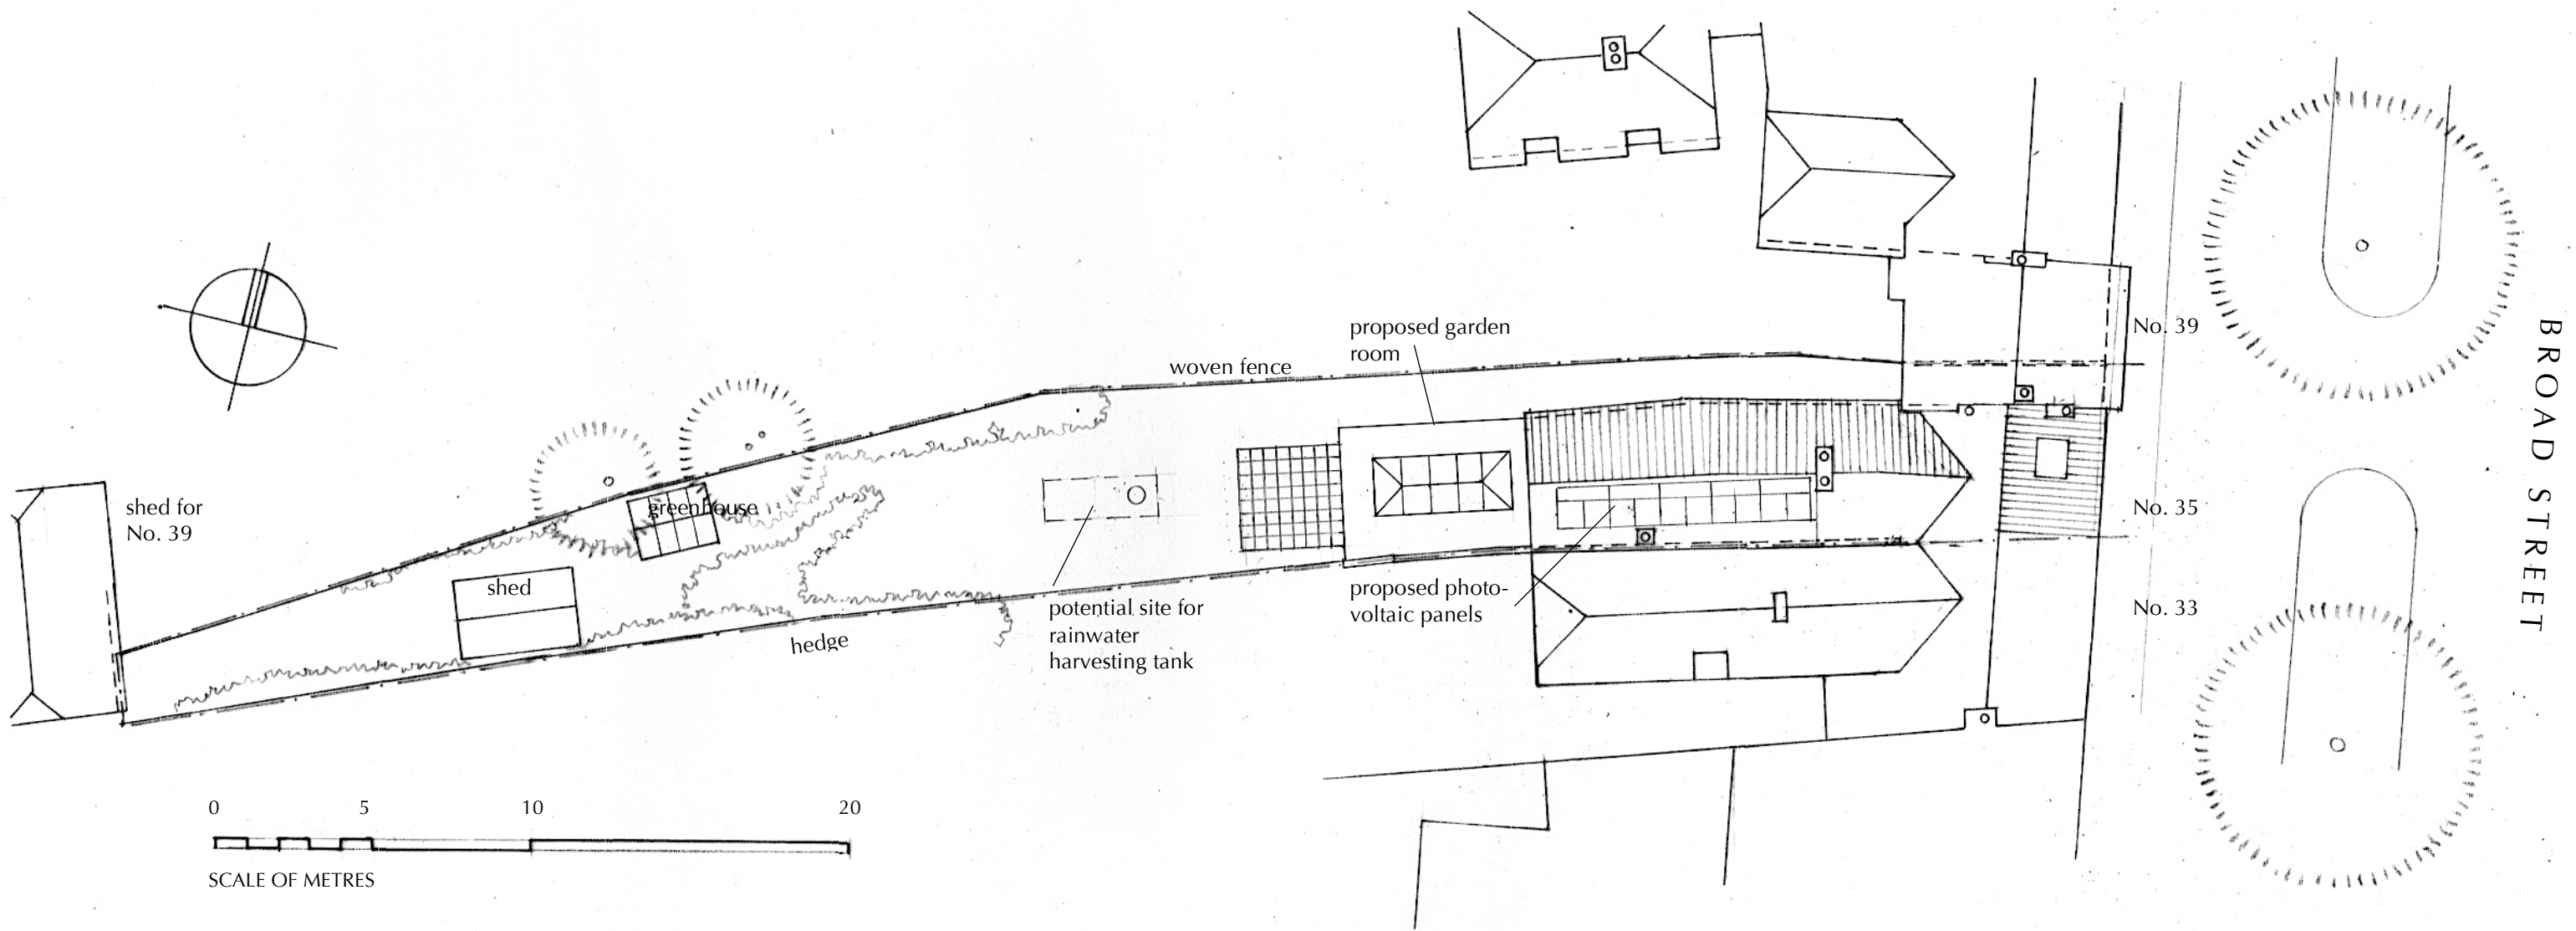 proposed garden
room
No. 39
woven fence
BROAD STREET
shed for
No. 39
greenhouse
No. 35
shed
proposed photo-
voltaic panels
potential site for
rainwater
harvesting tank
No. 33
hedge
0 5 10 20
SCALE OF METRES